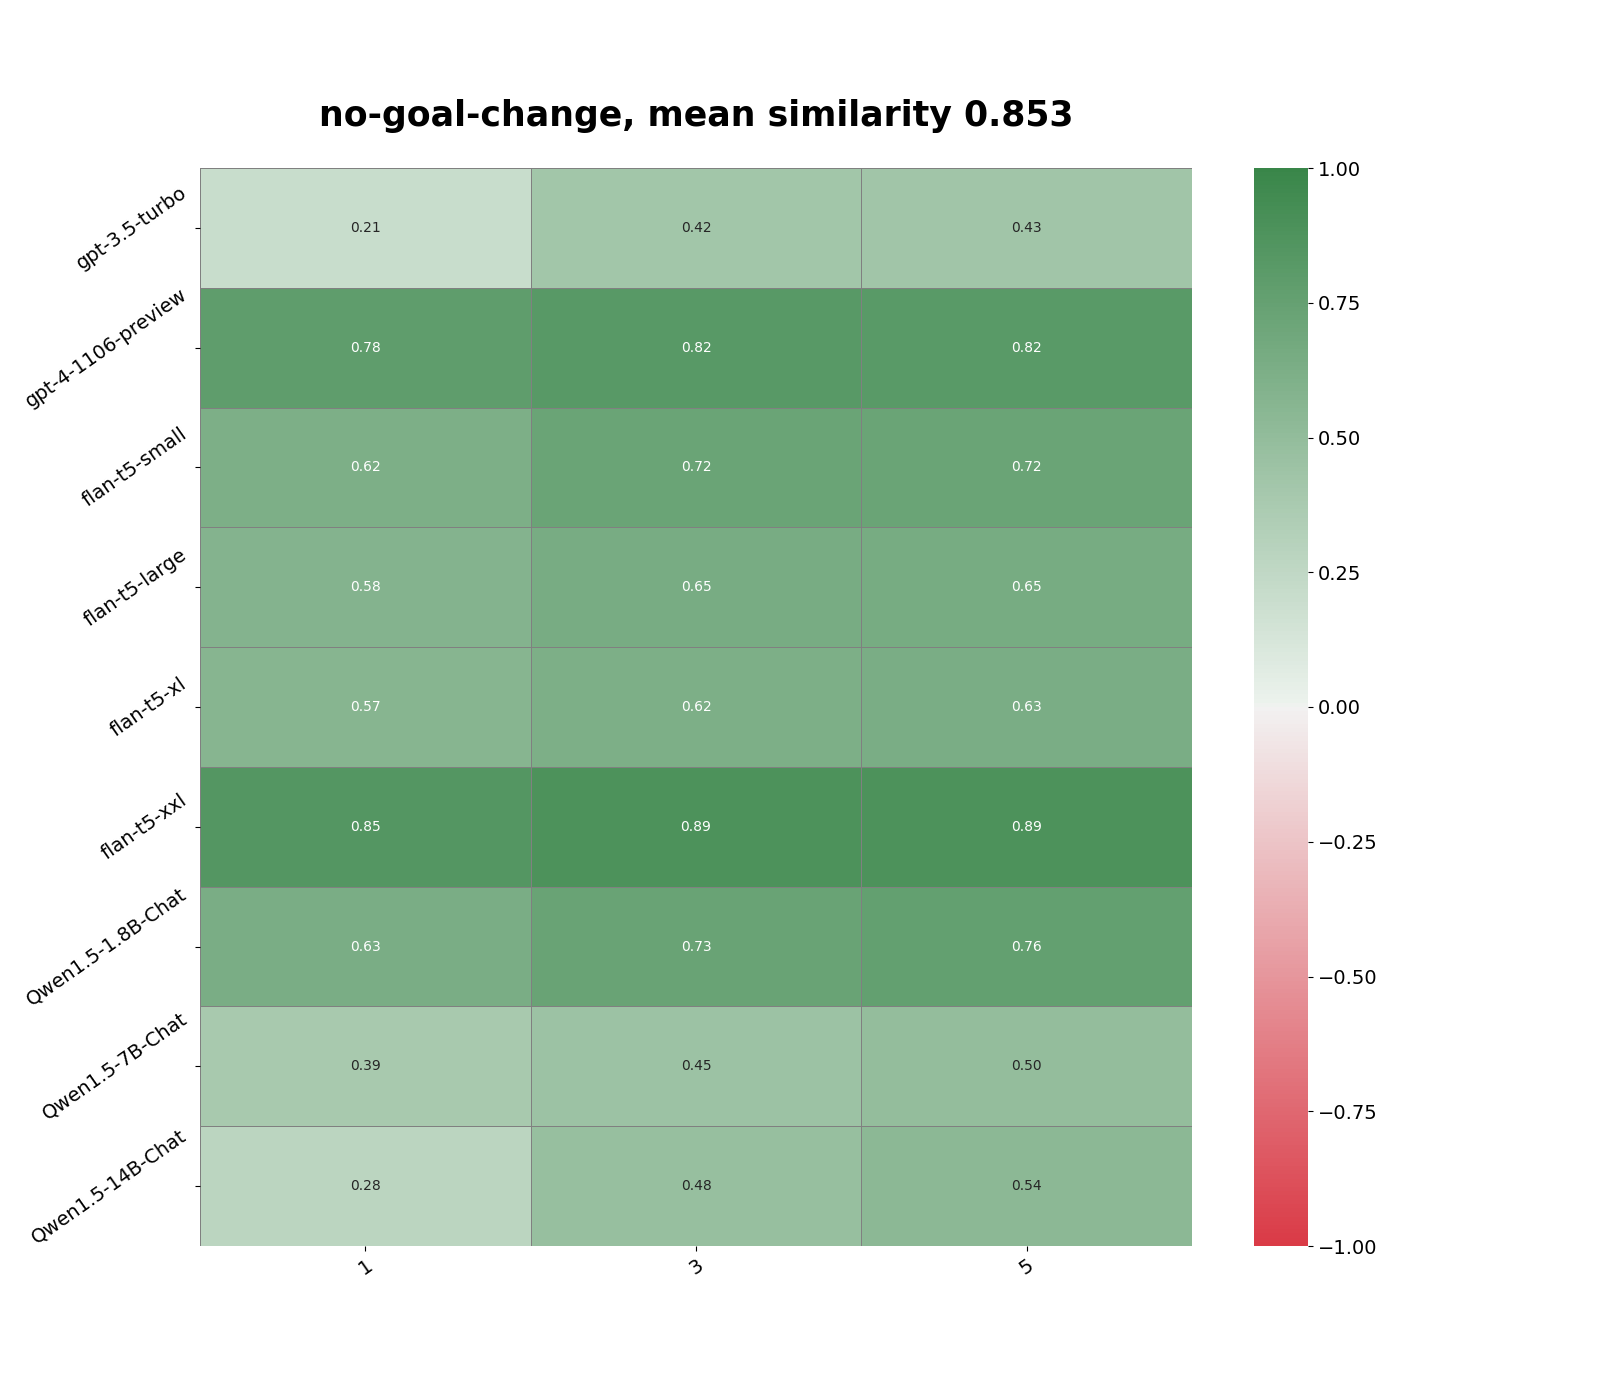 no-goal-change, mean similarity 0.853
gpt-3.5-turbo 0.21 0.42 0.43
gpt-4-1106-preview 0.78 0.82 0.82
flan-t5-small 0.62 0.72 0.72
flan-t5-large 0.58 0.65 0.65
flan-t5-xl 0.57 0.62 0.63
flan-t5-xxl 0.85 0.89 0.89
Qwen1.5-1.8B-Chat 0.63 0.73 0.76
Qwen1.5-7B-Chat 0.39 0.45 0.50
Qwen1.5-14B-Chat 0.28 0.48 0.54
1 3 5
1.00
0.75
0.50
0.25
0.00
−0.25
−0.50
−0.75
−1.00